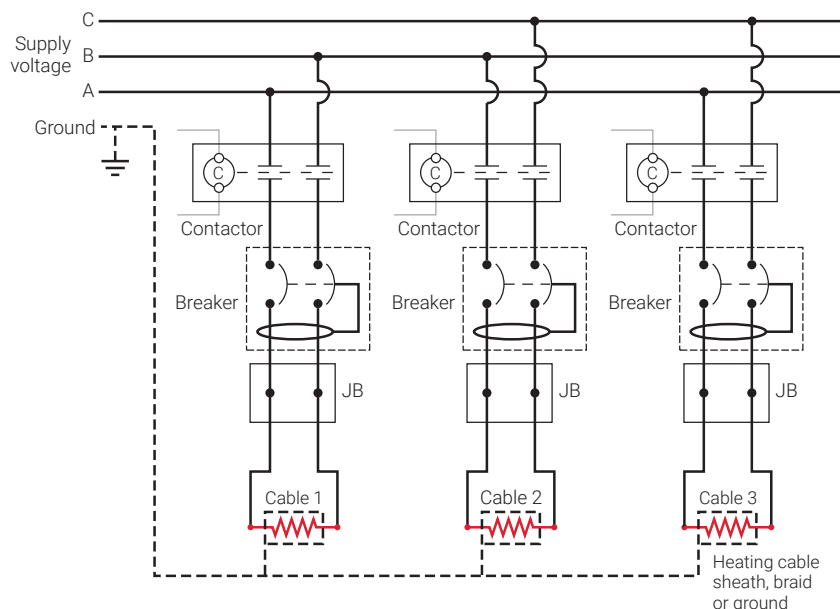 C
Supply
voltage
B
A
Ground
C
C
C
Contactor
Contactor
Contactor
Breaker
Breaker
Breaker
JB
JB
JB
Cable 1
Cable 2
Cable 3
Heating cable
sheath, braid
or ground